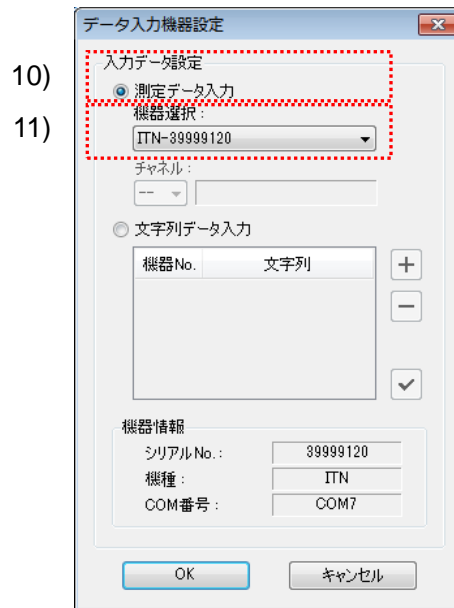 データ入力機器設定
入力データ設定
10)
測定データ入力
11)
機器選択:
ITN-39999120
チャネル:
--
文字列データ入力
機器No. 文字列
機器情報
シリアルNo.: 39999120
機種: ITN
COM番号: COM7
OK キャンセル